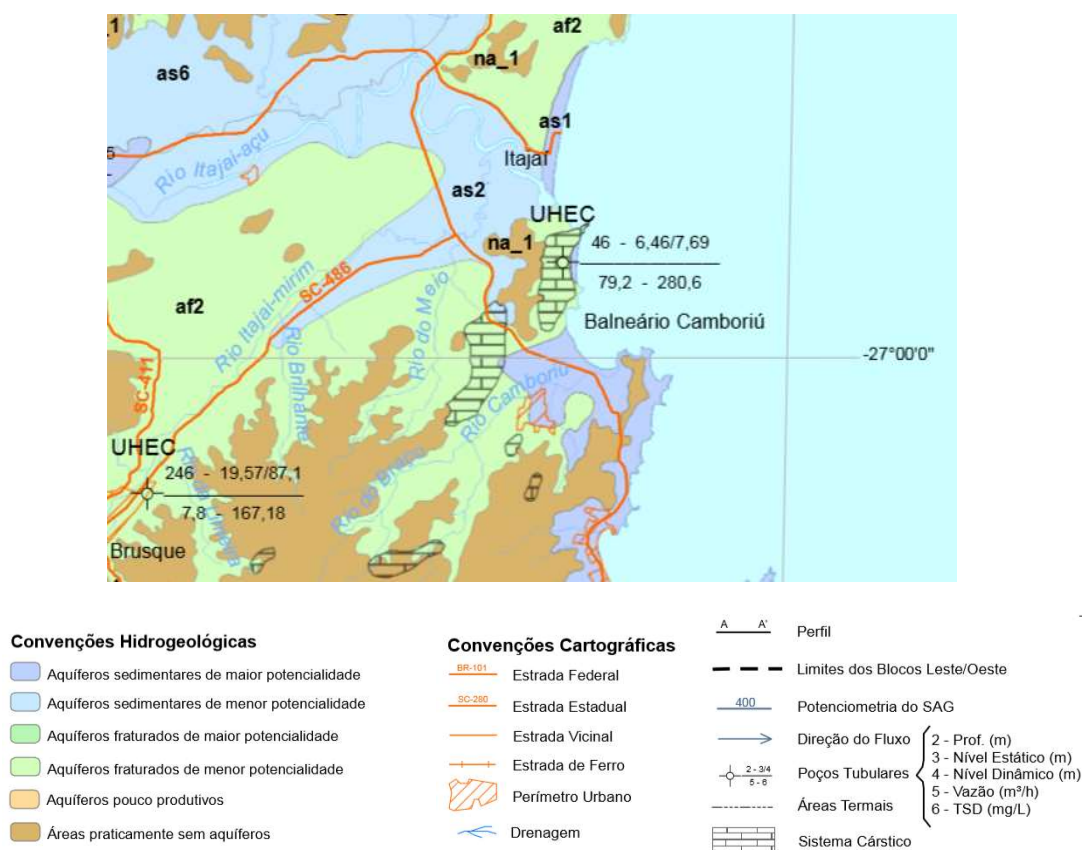 _1
af2
na_1
as6
as1
Rio Itajaí-açu
Itajaí
as2
UHEC
na_1
46 - 6,46/7,69
79,2 - 280,6
SC-486
Rio do Meio
Rio Itajaí-mirim
af2
Balneário Camboriú
Rio Brilhante
-27°00'0"
SC-411
Rio Camboriú
UHEC
246 - 19,57/87,1
7,8 - 167,18
Rio do Braço
Brusque
Convenções Hidrogeológicas
Aquíferos sedimentares de maior potencialidade
Aquíferos sedimentares de menor potencialidade
Aquíferos fraturados de maior potencialidade
Aquíferos fraturados de menor potencialidade
Aquíferos pouco produtivos
Áreas praticamente sem aquíferos
Convenções Cartográficas
BR-101 Estrada Federal
SC-280 Estrada Estadual
Estrada Vicinal
Estrada de Ferro
Perímetro Urbano
Drenagem
A A' Perfil
Limites dos Blocos Leste/Oeste
400 Potenciometria do SAG
Direção do Fluxo
2 - 3/4
5 - 6
Poços Tubulares
2 - Prof. (m)
3 - Nível Estático (m)
4 - Nível Dinâmico (m)
5 - Vazão (m³/h)
6 - TSD (mg/L)
Áreas Termais
Sistema Cárstico